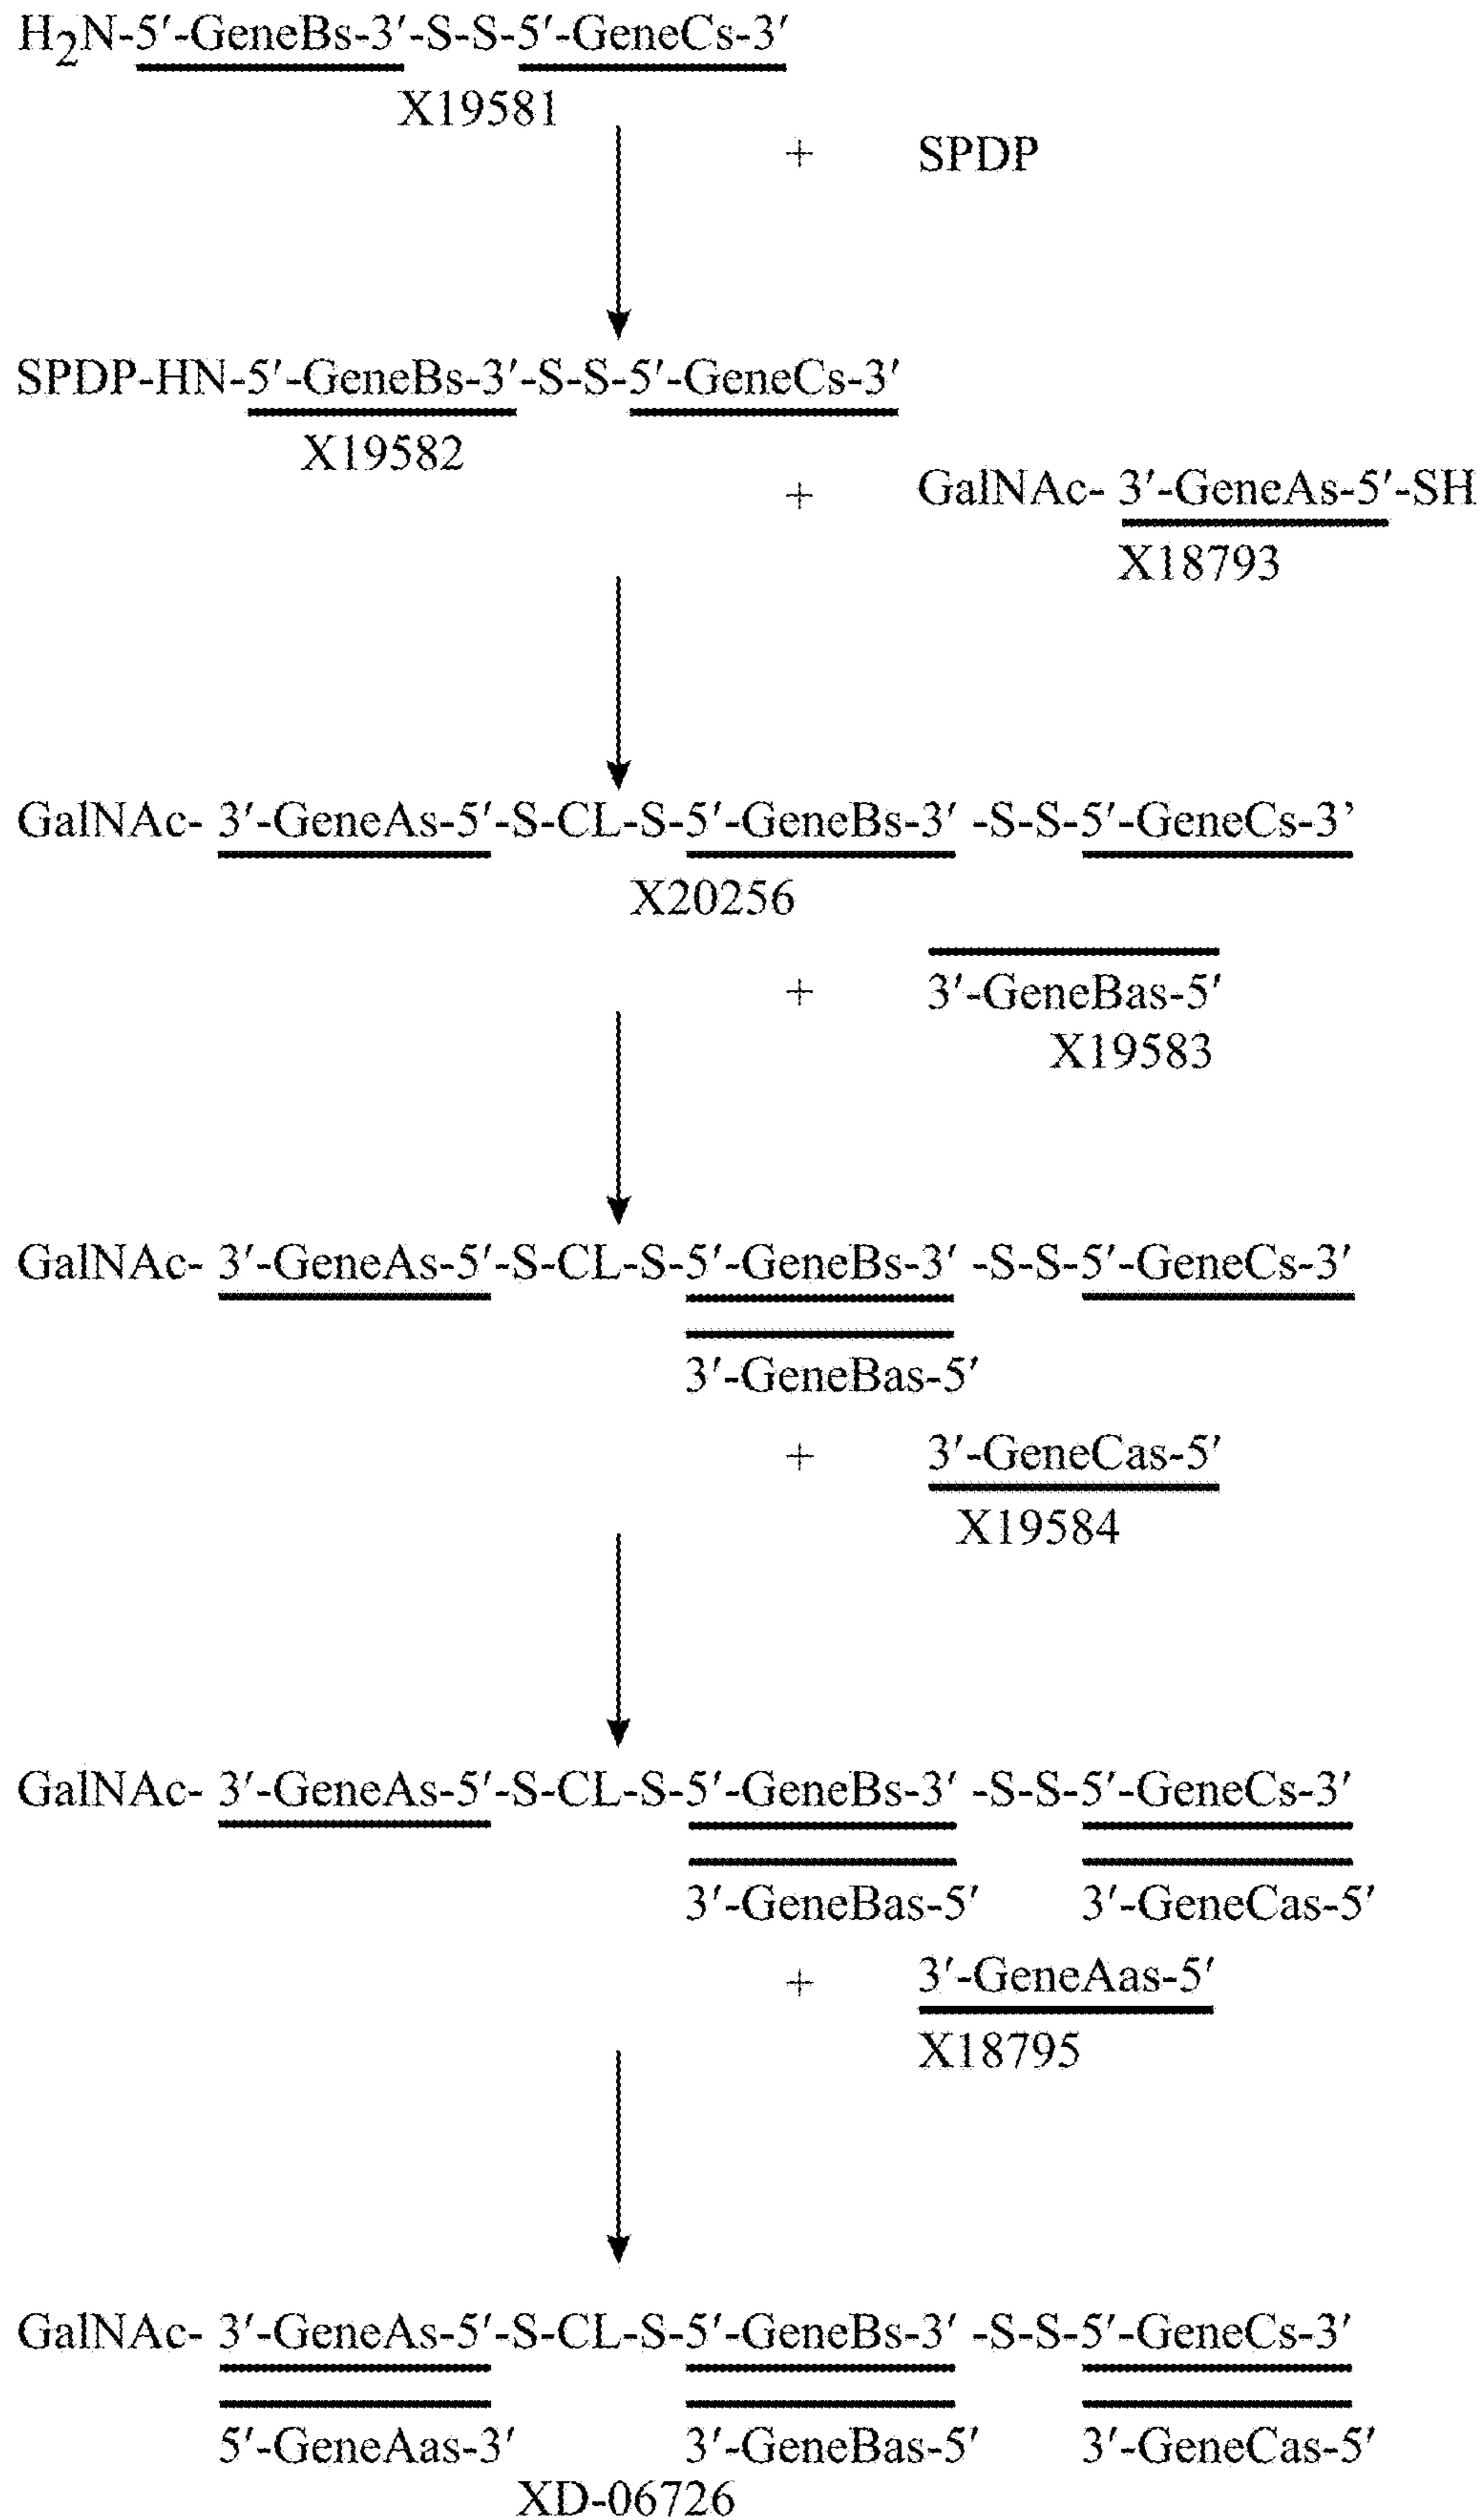 H2N-5′-GeneBs-3′-S-S-5′-GeneCs-3′
X19581
+ SPDP
SPDP-HN-5′-GeneBs-3′-S-S-5′-GeneCs-3′
X19582
+ GalNAc- 3′-GeneAs-5′-SH
X18793
GalNAc- 3′-GeneAs-5′-S-CL-S-5′-GeneBs-3′ -S-S-5′-GeneCs-3’
X20256
+ 3′-GeneBas-5′
X19583
GalNAc- 3′-GeneAs-5′-S-CL-S-5′-GeneBs-3′ -S-S-5′-GeneCs-3′
3′-GeneBas-5′
+ 3′-GeneCas-5′
X19584
GalNAc- 3′-GeneAs-5′-S-CL-S-5′-GeneBs-3′ -S-S-5′-GeneCs-3′
3′-GeneBas-5′ 3′-GeneCas-5′
+ 3′-GeneAas-5′
X18795
GalNAc- 3′-GeneAs-5′-S-CL-S-5′-GeneBs-3′ -S-S-5′-GeneCs-3′
5′-GeneAas-3′ 3′-GeneBas-5′ 3′-GeneCas-5′
XD-06726